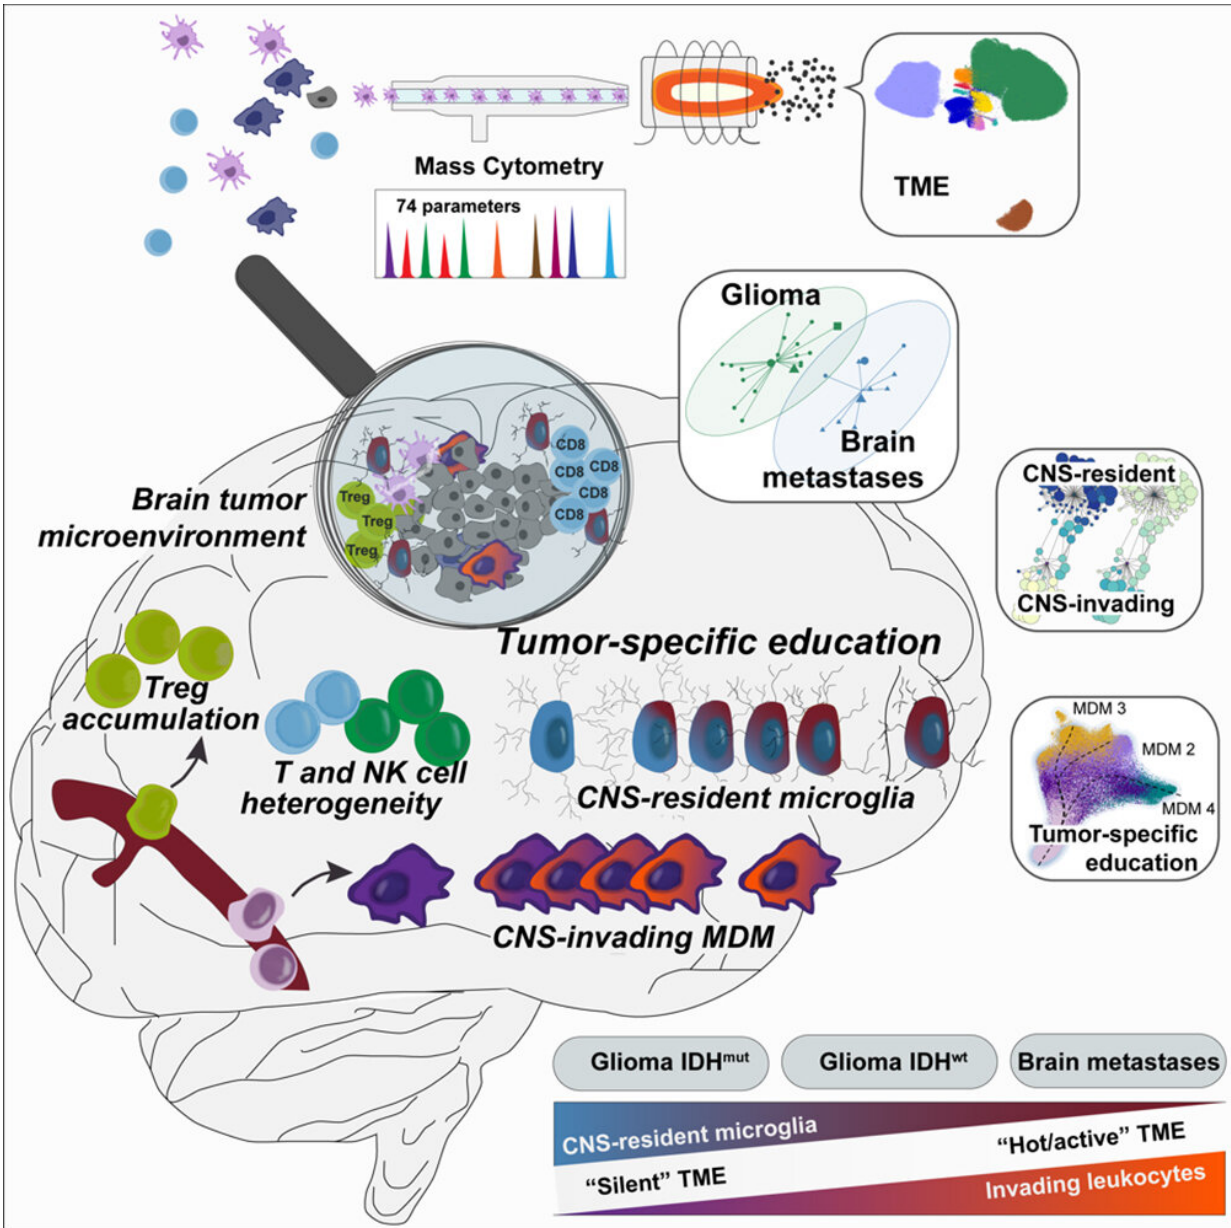 Mass Cytometry
74 parameters
TME
Glioma
Brain
metastases
CD8
CD8
CD8
CD8
CD8
Treg
Treg
Treg
Brain tumor
microenvironment
CNS-resident
CNS-invading
Tumor-specific education
Treg
accumulation
T and NK cell
heterogeneity
CNS-resident microglia
MDM 3
MDM 2
MDM 4
Tumor-specific
education
CNS-invading MDM
Glioma IDHmut
Glioma IDHwt
Brain metastases
CNS-resident microglia
"Hot/active" TME
"Silent" TME
Invading leukocytes